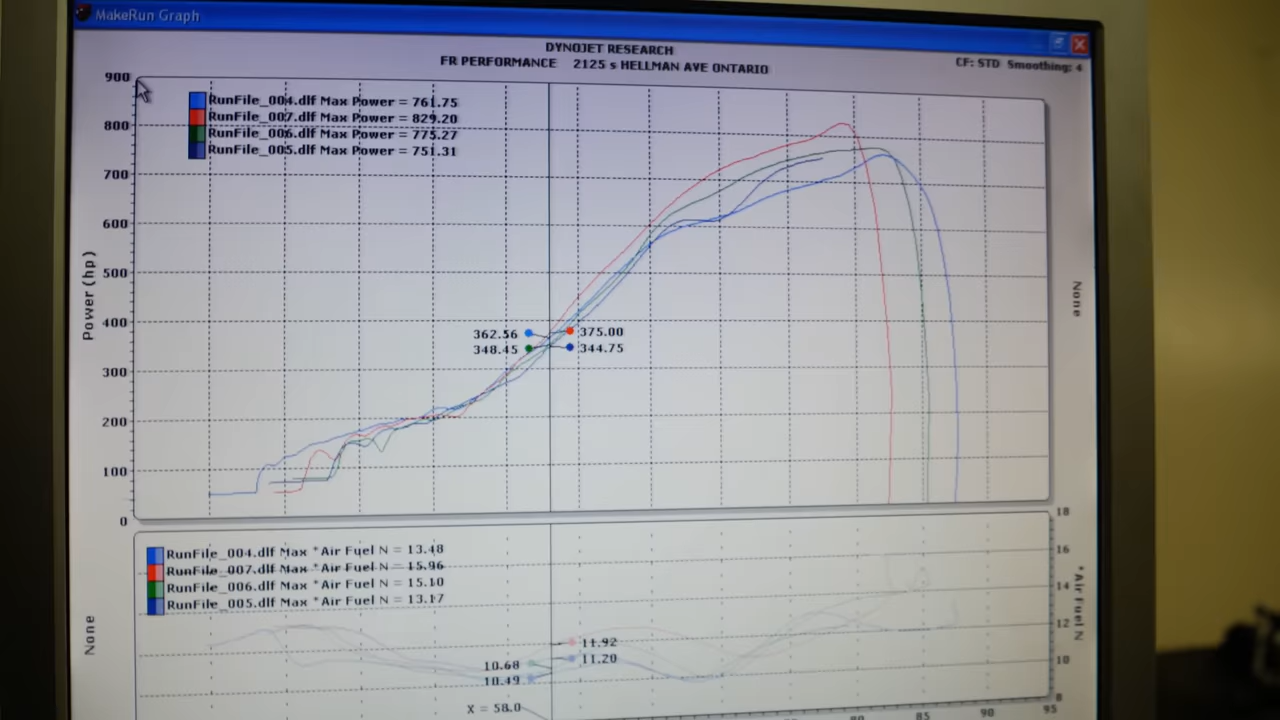 MakeRun Graph
DYNOJET RESEARCH
FR PERFORMANCE 2125 s HELLMAN AVE ONTARIO
CF: STD Smoothing: 4
900
RunFile_004.dlf Max Power = 761.75
RunFile_007.dlf Max Power = 829.20
RunFile_006.dlf Max Power = 775.27
RunFile_005.dlf Max Power = 751.31
800
700
600
500
400
300
200
100
0
Power (hp)
None
362.56
375.00
348.45
344.75
RunFile_004.dlf Max *Air Fuel N = 13.48
RunFile_007.dlf Max *Air Fuel N = 15.96
RunFile_006.dlf Max *Air Fuel N = 15.10
RunFile_005.dlf Max *Air Fuel N = 13.17
None
18
16
14
12
10
8
*Air Fuel N
11.92
10.68
11.20
10.49
X = 58.0
80
85
90
95